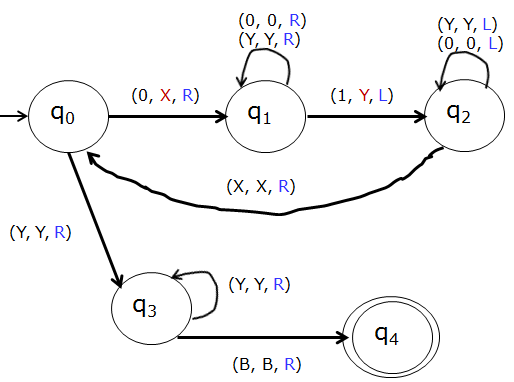 (0, 0, R)
(Y, Y, R)
(Y, Y, L)
(0, 0, L)
(0, X, R)
(1, Y, L)
q0
q1
q2
(X, X, R)
(Y, Y, R)
(Y, Y, R)
q3
q4
(B, B, R)